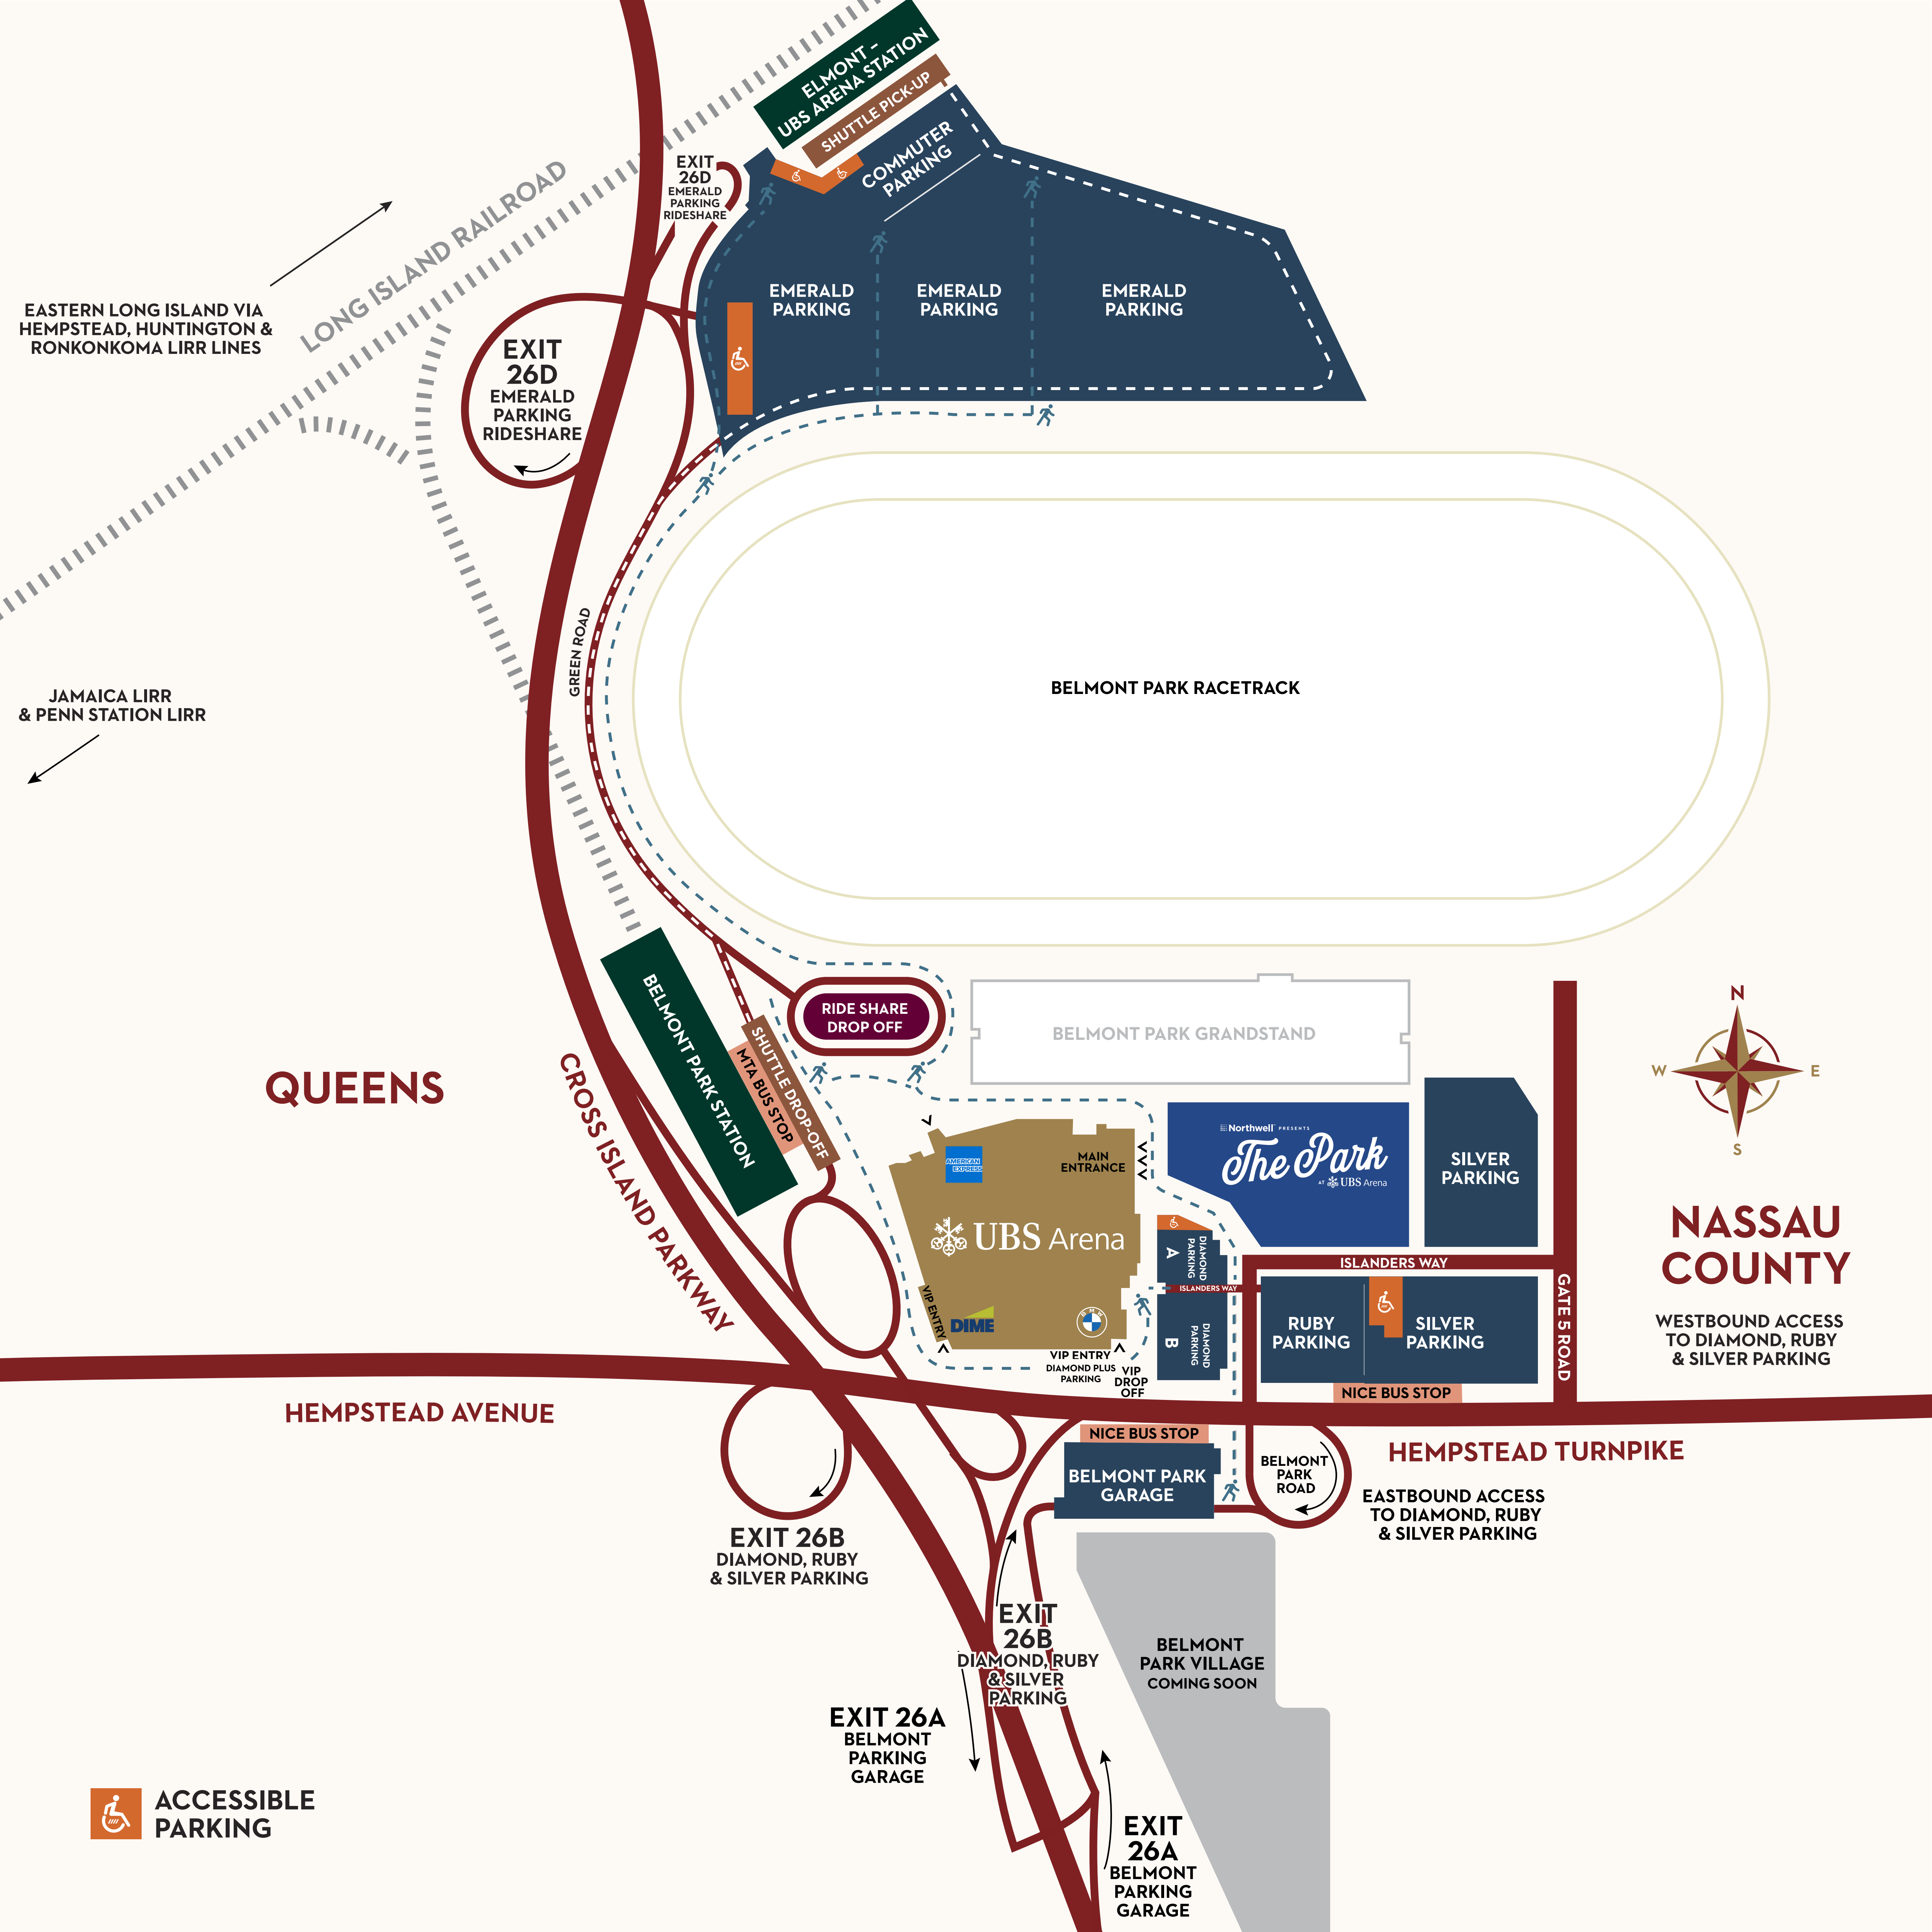 ELMONT –
UBS ARENA STATION
SHUTTLE PICK-UP
COMMUTER
PARKING
EXIT
26D
EMERALD
PARKING
RIDESHARE
LONG ISLAND RAILROAD
EASTERN LONG ISLAND VIA
HEMPSTEAD, HUNTINGTON &
RONKONKOMA LIRR LINES
EMERALD
PARKING
EMERALD
PARKING
EMERALD
PARKING
EXIT
26D
EMERALD
PARKING
RIDESHARE
GREEN ROAD
JAMAICA LIRR
& PENN STATION LIRR
BELMONT PARK RACETRACK
RIDE SHARE
DROP OFF
BELMONT PARK GRANDSTAND
BELMONT PARK STATION
MTA BUS STOP
SHUTTLE DROP-OFF
QUEENS
CROSS ISLAND PARKWAY
N
W
E
S
AMERICAN
EXPRESS
MAIN
ENTRANCE
UBS Arena
VIP ENTRY
DIME
BMW
VIP ENTRY
DIAMOND PLUS
PARKING
VIP
DROP
OFF
Northwell PRESENTS
The Park
AT UBS Arena
SILVER
PARKING
A
DIAMOND
PARKING
ISLANDERS WAY
B
DIAMOND
PARKING
ISLANDERS WAY
RUBY
PARKING
SILVER
PARKING
GATE 5 ROAD
NICE BUS STOP
NASSAU
COUNTY
WESTBOUND ACCESS
TO DIAMOND, RUBY
& SILVER PARKING
HEMPSTEAD AVENUE
HEMPSTEAD TURNPIKE
NICE BUS STOP
BELMONT PARK
GARAGE
BELMONT
PARK
ROAD
EASTBOUND ACCESS
TO DIAMOND, RUBY
& SILVER PARKING
EXIT 26B
DIAMOND, RUBY
& SILVER PARKING
EXIT
26B
DIAMOND, RUBY
& SILVER
PARKING
BELMONT
PARK VILLAGE
COMING SOON
EXIT 26A
BELMONT
PARKING
GARAGE
EXIT
26A
BELMONT
PARKING
GARAGE
ACCESSIBLE
PARKING